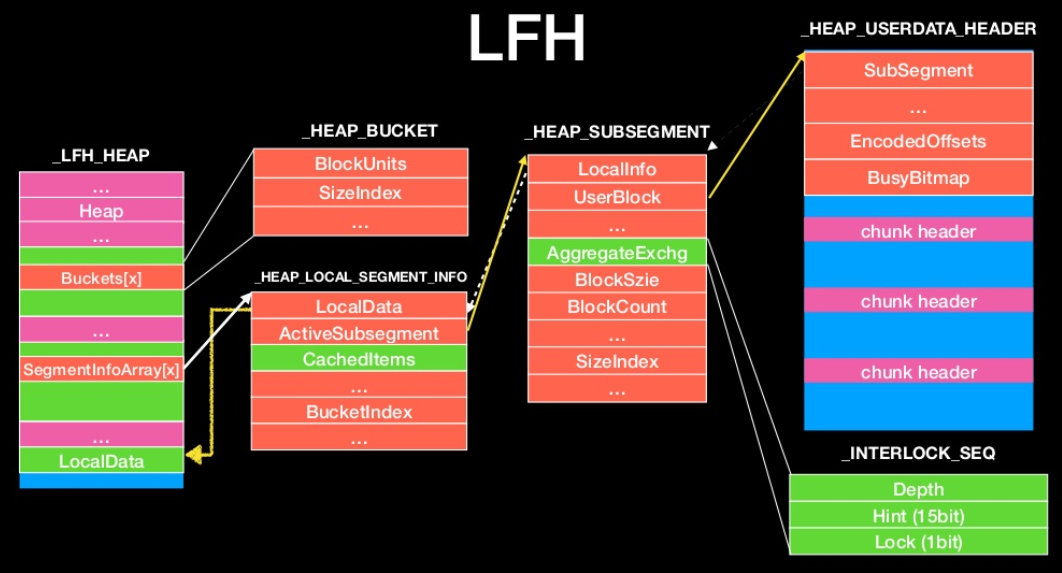 LFH
_LFH_HEAP
...
Heap
...
Buckets[x]
...
SegmentInfoArray[x]
...
LocalData
_HEAP_BUCKET
BlockUnits
SizeIndex
...
_HEAP_LOCAL_SEGMENT_INFO
LocalData
ActiveSubsegment
CachedItems
...
BucketIndex
...
_HEAP_SUBSEGMENT
LocalInfo
UserBlock
...
AggregateExchg
BlockSzie
BlockCount
...
SizeIndex
...
_HEAP_USERDATA_HEADER
SubSegment
...
EncodedOffsets
BusyBitmap
chunk header
chunk header
chunk header
_INTERLOCK_SEQ
Depth
Hint (15bit)
Lock (1bit)